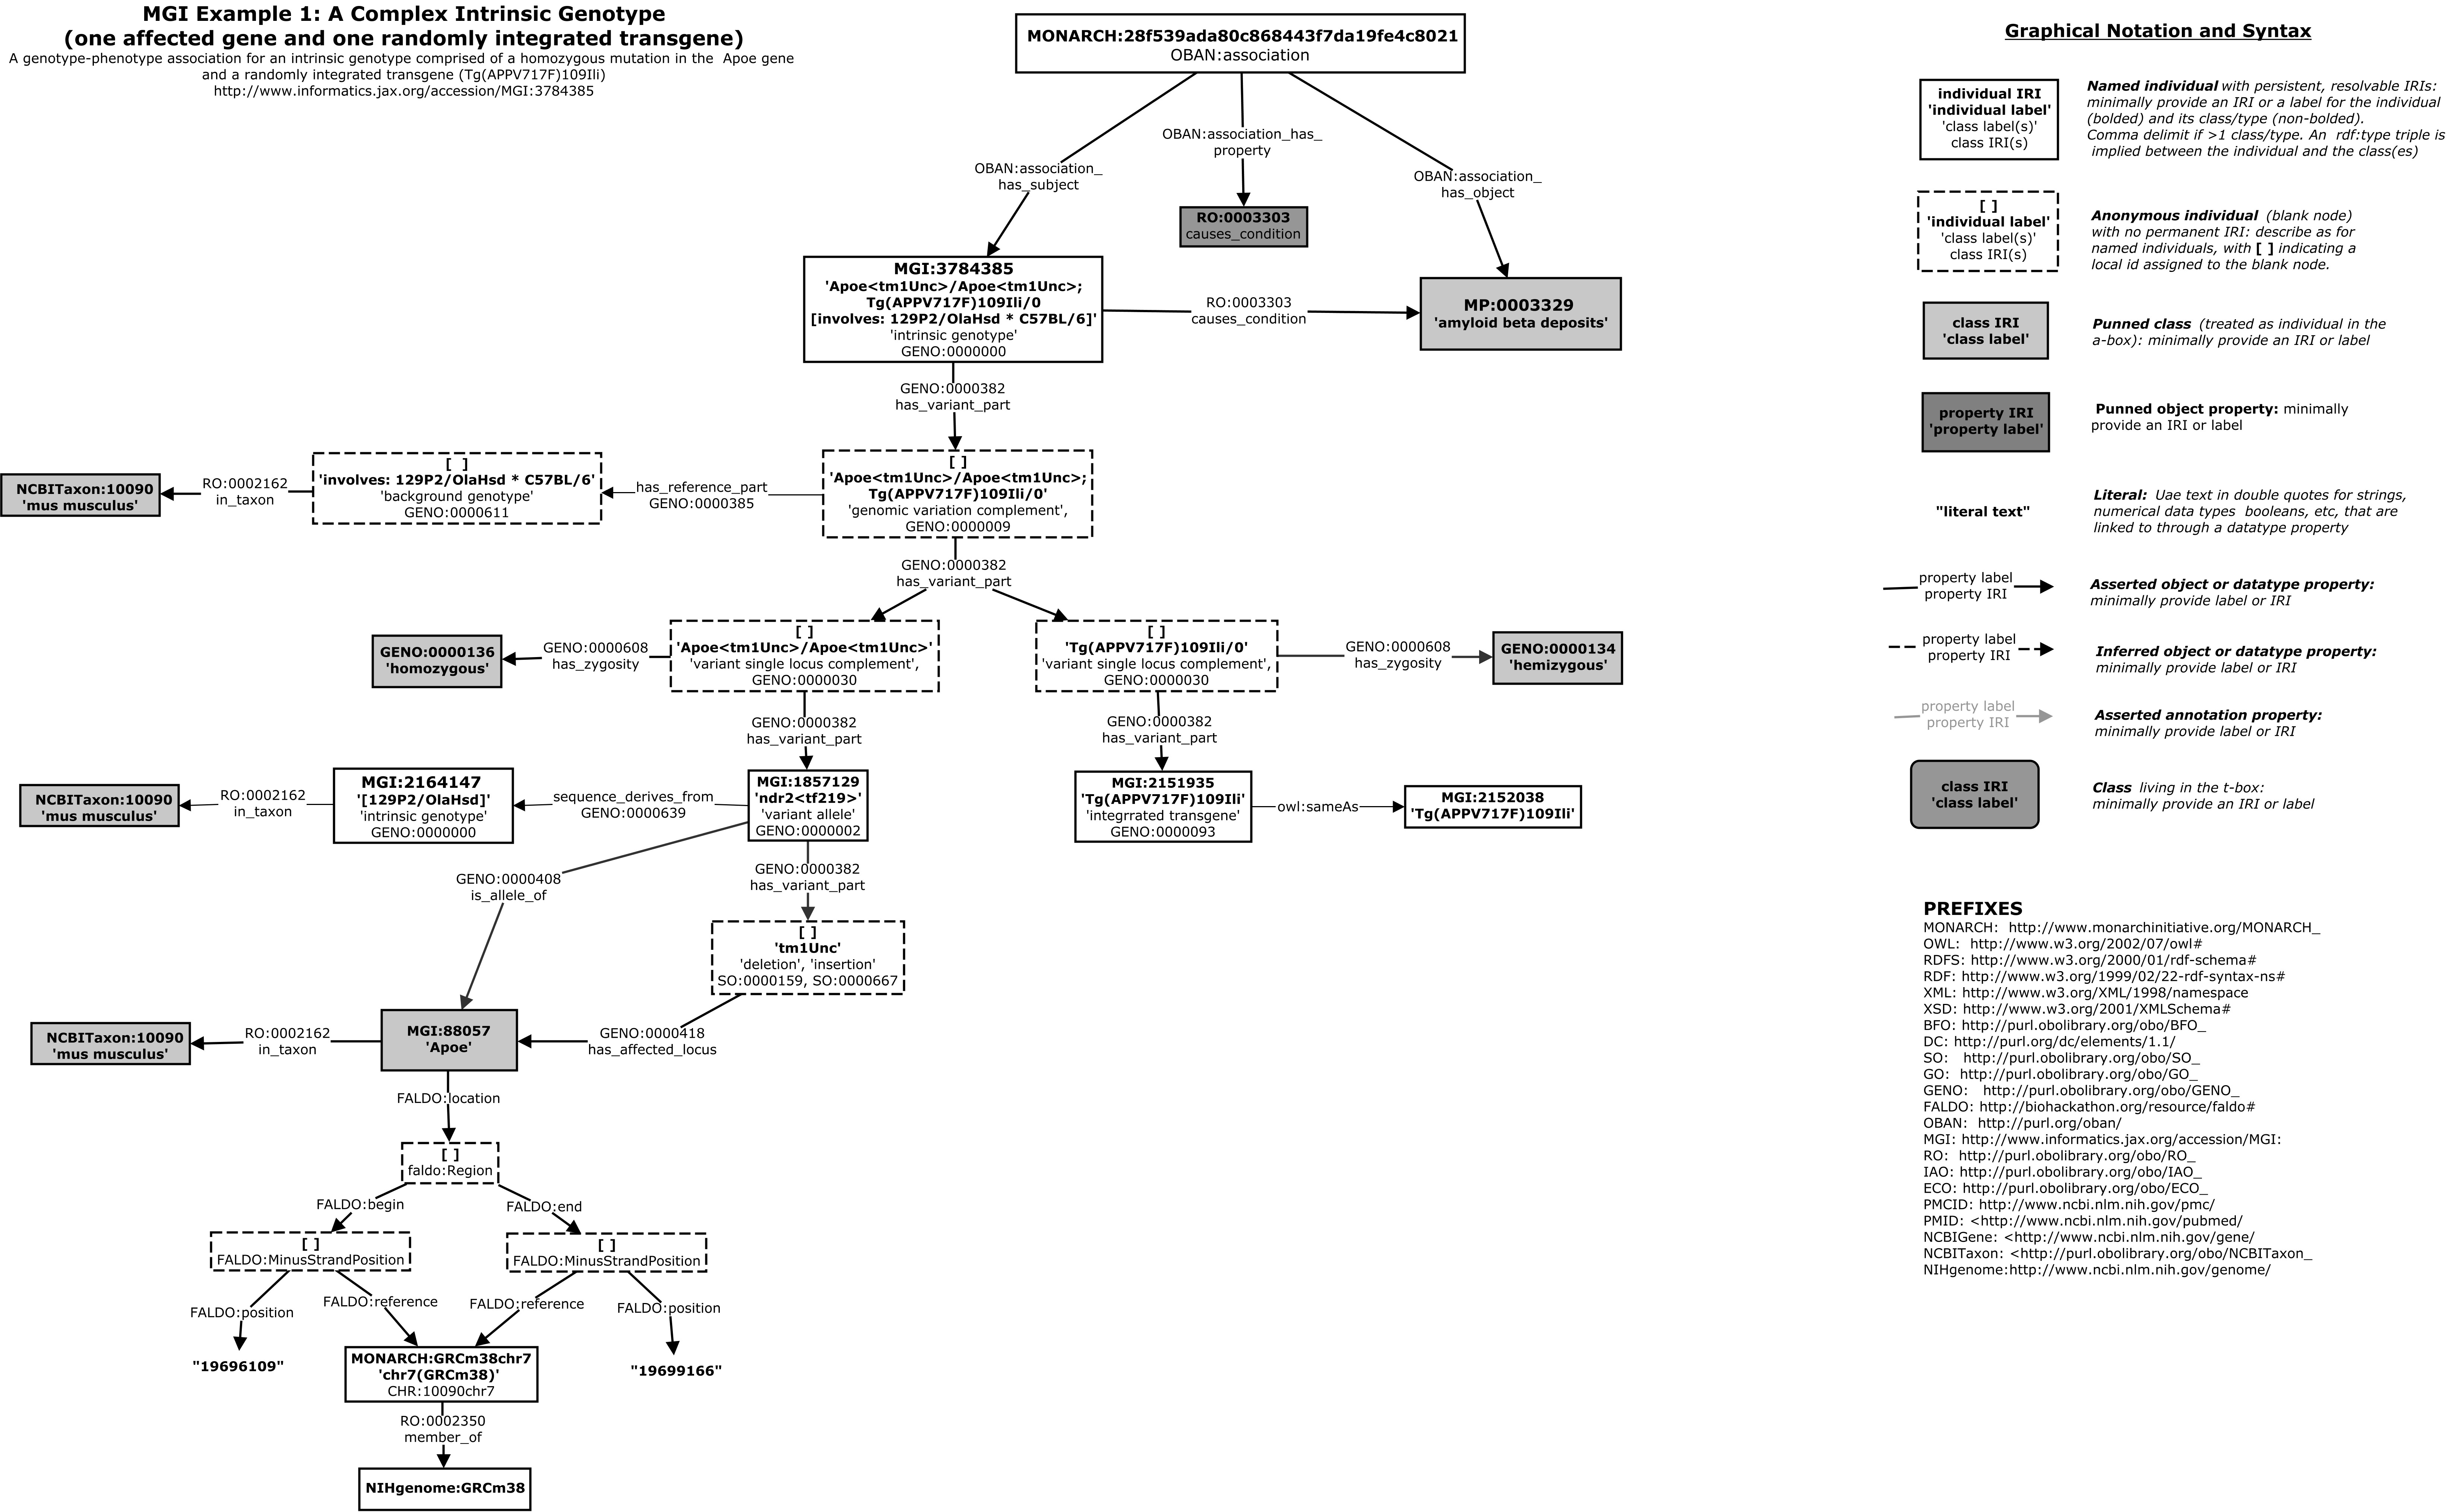 MGI Example 1: A Complex Intrinsic Genotype
(one affected gene and one randomly integrated transgene)
A genotype-phenotype association for an intrinsic genotype comprised of a homozygous mutation in the  Apoe gene
and a randomly integrated transgene (Tg(APPV717F)109Ili)
http://www.informatics.jax.org/accession/MGI:3784385
MONARCH:28f539ada80c868443f7da19fe4c8021
OBAN:association
OBAN:association_
has_subject
OBAN:association_has_
property
OBAN:association_
has_object
RO:0003303
causes_condition
MGI:3784385
'Apoe<tm1Unc>/Apoe<tm1Unc>;
Tg(APPV717F)109Ili/0
[involves: 129P2/OlaHsd * C57BL/6]'
'intrinsic genotype'
GENO:0000000
RO:0003303
causes_condition
MP:0003329
'amyloid beta deposits'
GENO:0000382
has_variant_part
NCBITaxon:10090
'mus musculus'
RO:0002162
in_taxon
[  ]
'involves: 129P2/OlaHsd * C57BL/6'
'background genotype'
GENO:0000611
has_reference_part
GENO:0000385
[ ]
'Apoe<tm1Unc>/Apoe<tm1Unc>;
Tg(APPV717F)109Ili/0'
'genomic variation complement',
GENO:0000009
GENO:0000382
has_variant_part
GENO:0000136
'homozygous'
GENO:0000608
has_zygosity
[ ]
'Apoe<tm1Unc>/Apoe<tm1Unc>'
'variant single locus complement',
GENO:0000030
[ ]
'Tg(APPV717F)109Ili/0'
'variant single locus complement',
GENO:0000030
GENO:0000608
has_zygosity
GENO:0000134
'hemizygous'
GENO:0000382
has_variant_part
GENO:0000382
has_variant_part
NCBITaxon:10090
'mus musculus'
RO:0002162
in_taxon
MGI:2164147
'[129P2/OlaHsd]'
'intrinsic genotype'
GENO:0000000
sequence_derives_from
GENO:0000639
MGI:1857129
'ndr2<tf219>'
'variant allele'
GENO:0000002
MGI:2151935
'Tg(APPV717F)109Ili'
'integrrated transgene'
GENO:0000093
owl:sameAs
MGI:2152038
'Tg(APPV717F)109Ili'
GENO:0000408
is_allele_of
GENO:0000382
has_variant_part
[ ]
'tm1Unc'
'deletion', 'insertion'
SO:0000159, SO:0000667
NCBITaxon:10090
'mus musculus'
RO:0002162
in_taxon
MGI:88057
'Apoe'
GENO:0000418
has_affected_locus
FALDO:location
[ ]
faldo:Region
FALDO:begin
FALDO:end
[ ]
FALDO:MinusStrandPosition
[ ]
FALDO:MinusStrandPosition
FALDO:position
FALDO:reference
FALDO:reference
FALDO:position
"19696109"
MONARCH:GRCm38chr7
'chr7(GRCm38)'
CHR:10090chr7
"19699166"
RO:0002350
member_of
NIHgenome:GRCm38
Graphical Notation and Syntax
individual IRI
'individual label'
'class label(s)'
class IRI(s)
Named individual with persistent, resolvable IRIs:
minimally provide an IRI or a label for the individual
(bolded) and its class/type (non-bolded).
Comma delimit if >1 class/type. An  rdf:type triple is
implied between the individual and the class(es)
[ ]
'individual label'
'class label(s)'
class IRI(s)
Anonymous individual  (blank node)
with no permanent IRI: describe as for
named individuals, with [ ] indicating a
local id assigned to the blank node.
class IRI
'class label'
Punned class  (treated as individual in the
a-box): minimally provide an IRI or label
property IRI
'property label'
Punned object property: minimally
provide an IRI or label
"literal text"
Literal:  Uae text in double quotes for strings,
numerical data types  booleans, etc, that are
linked to through a datatype property
property label
property IRI
Asserted object or datatype property:
minimally provide label or IRI
property label
property IRI
Inferred object or datatype property:
minimally provide label or IRI
property label
property IRI
Asserted annotation property:
minimally provide label or IRI
class IRI
'class label'
Class  living in the t-box:
minimally provide an IRI or label
PREFIXES
MONARCH:  http://www.monarchinitiative.org/MONARCH_
OWL:  http://www.w3.org/2002/07/owl#
RDFS: http://www.w3.org/2000/01/rdf-schema#
RDF: http://www.w3.org/1999/02/22-rdf-syntax-ns#
XML: http://www.w3.org/XML/1998/namespace
XSD: http://www.w3.org/2001/XMLSchema#
BFO: http://purl.obolibrary.org/obo/BFO_
DC: http://purl.org/dc/elements/1.1/
SO:   http://purl.obolibrary.org/obo/SO_
GO:  http://purl.obolibrary.org/obo/GO_
GENO:   http://purl.obolibrary.org/obo/GENO_
FALDO: http://biohackathon.org/resource/faldo#
OBAN:  http://purl.org/oban/
MGI: http://www.informatics.jax.org/accession/MGI:
RO:  http://purl.obolibrary.org/obo/RO_
IAO: http://purl.obolibrary.org/obo/IAO_
ECO: http://purl.obolibrary.org/obo/ECO_
PMCID: http://www.ncbi.nlm.nih.gov/pmc/
PMID: <http://www.ncbi.nlm.nih.gov/pubmed/
NCBIGene: <http://www.ncbi.nlm.nih.gov/gene/
NCBITaxon: <http://purl.obolibrary.org/obo/NCBITaxon_
NIHgenome:http://www.ncbi.nlm.nih.gov/genome/